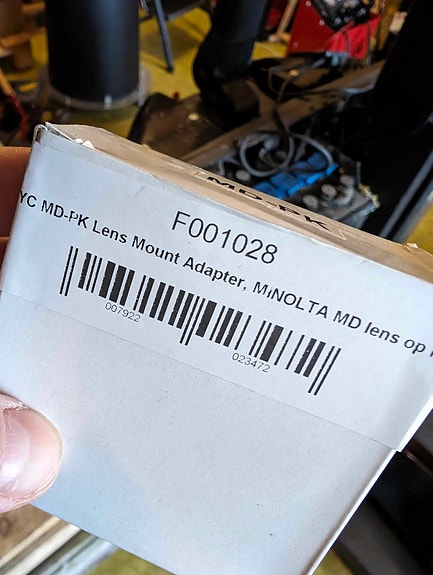 MD-PK
F001028
YC MD-PK Lens Mount Adapter, MiNOLTA MD lens op
007922
023472